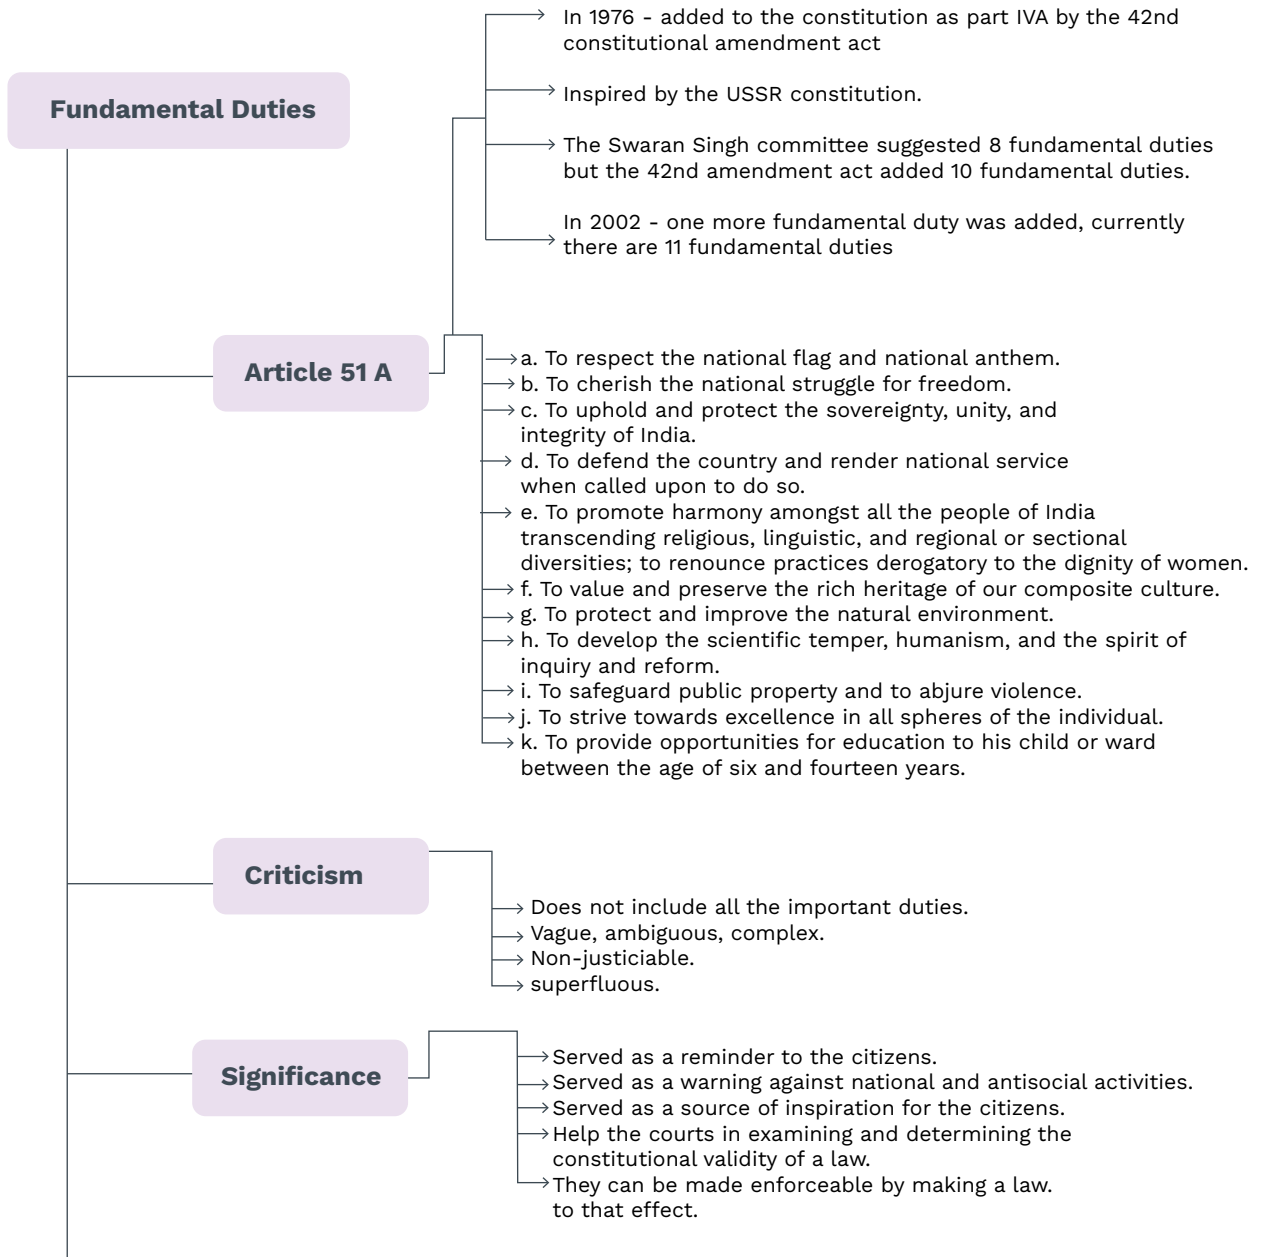 Fundamental Duties
In 1976 - added to the constitution as part IVA by the 42nd
constitutional amendment act
Inspired by the USSR constitution.
The Swaran Singh committee suggested 8 fundamental duties
but the 42nd amendment act added 10 fundamental duties.
In 2002 - one more fundamental duty was added, currently
there are 11 fundamental duties
Article 51 A
a. To respect the national flag and national anthem.
b. To cherish the national struggle for freedom.
c. To uphold and protect the sovereignty, unity, and
integrity of India.
d. To defend the country and render national service
when called upon to do so.
e. To promote harmony amongst all the people of India
transcending religious, linguistic, and regional or sectional
diversities; to renounce practices derogatory to the dignity of women.
f. To value and preserve the rich heritage of our composite culture.
g. To protect and improve the natural environment.
h. To develop the scientific temper, humanism, and the spirit of
inquiry and reform.
i. To safeguard public property and to abjure violence.
j. To strive towards excellence in all spheres of the individual.
k. To provide opportunities for education to his child or ward
between the age of six and fourteen years.
Criticism
Does not include all the important duties.
Vague, ambiguous, complex.
Non-justiciable.
superfluous.
Significance
Served as a reminder to the citizens.
Served as a warning against national and antisocial activities.
Served as a source of inspiration for the citizens.
Help the courts in examining and determining the
constitutional validity of a law.
They can be made enforceable by making a law.
to that effect.